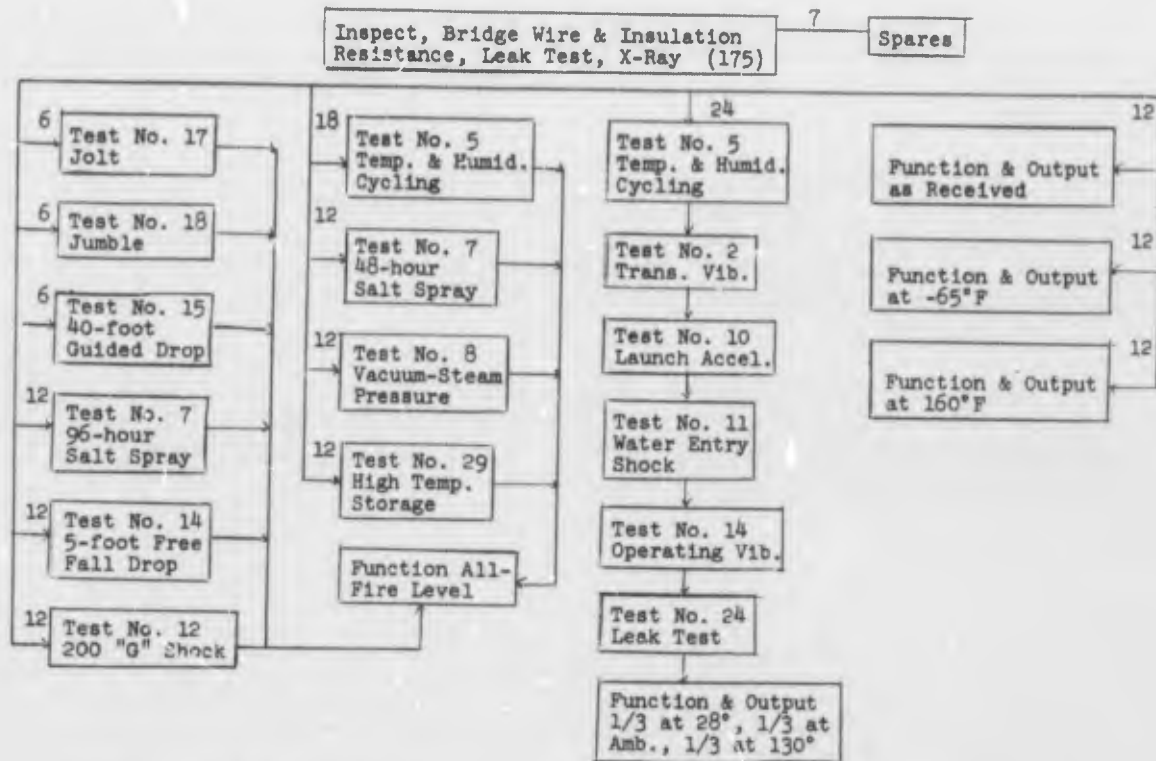 Inspect, Bridge Wire & Insulation
Resistance, Leak Test, X-Ray (175)
7
Spares
6
Test No. 17
Jolt
6
Test No. 18
Jumble
6
Test No. 15
40-foot
Guided Drop
12
Test No. 7
96-hour
Salt Spray
12
Test No. 14
5-foot Free
Fall Drop
12
Test No. 12
200 "G" Shock
18
Test No. 5
Temp. & Humid.
Cycling
12
Test No. 7
48-hour
Salt Spray
12
Test No. 8
Vacuum-Steam
Pressure
12
Test No. 29
High Temp.
Storage
Function All-
Fire Level
24
Test No. 5
Temp. & Humid.
Cycling
Test No. 2
Trans. Vib.
Test No. 10
Launch Accel.
Test No. 11
Water Entry
Shock
Test No. 14
Operating Vib.
Test No. 24
Leak Test
Function & Output
1/3 at 28°, 1/3 at
Amb., 1/3 at 130°
12
Function & Output
as Received
12
Function & Output
at -65°F
12
Function & Output
at 160°F